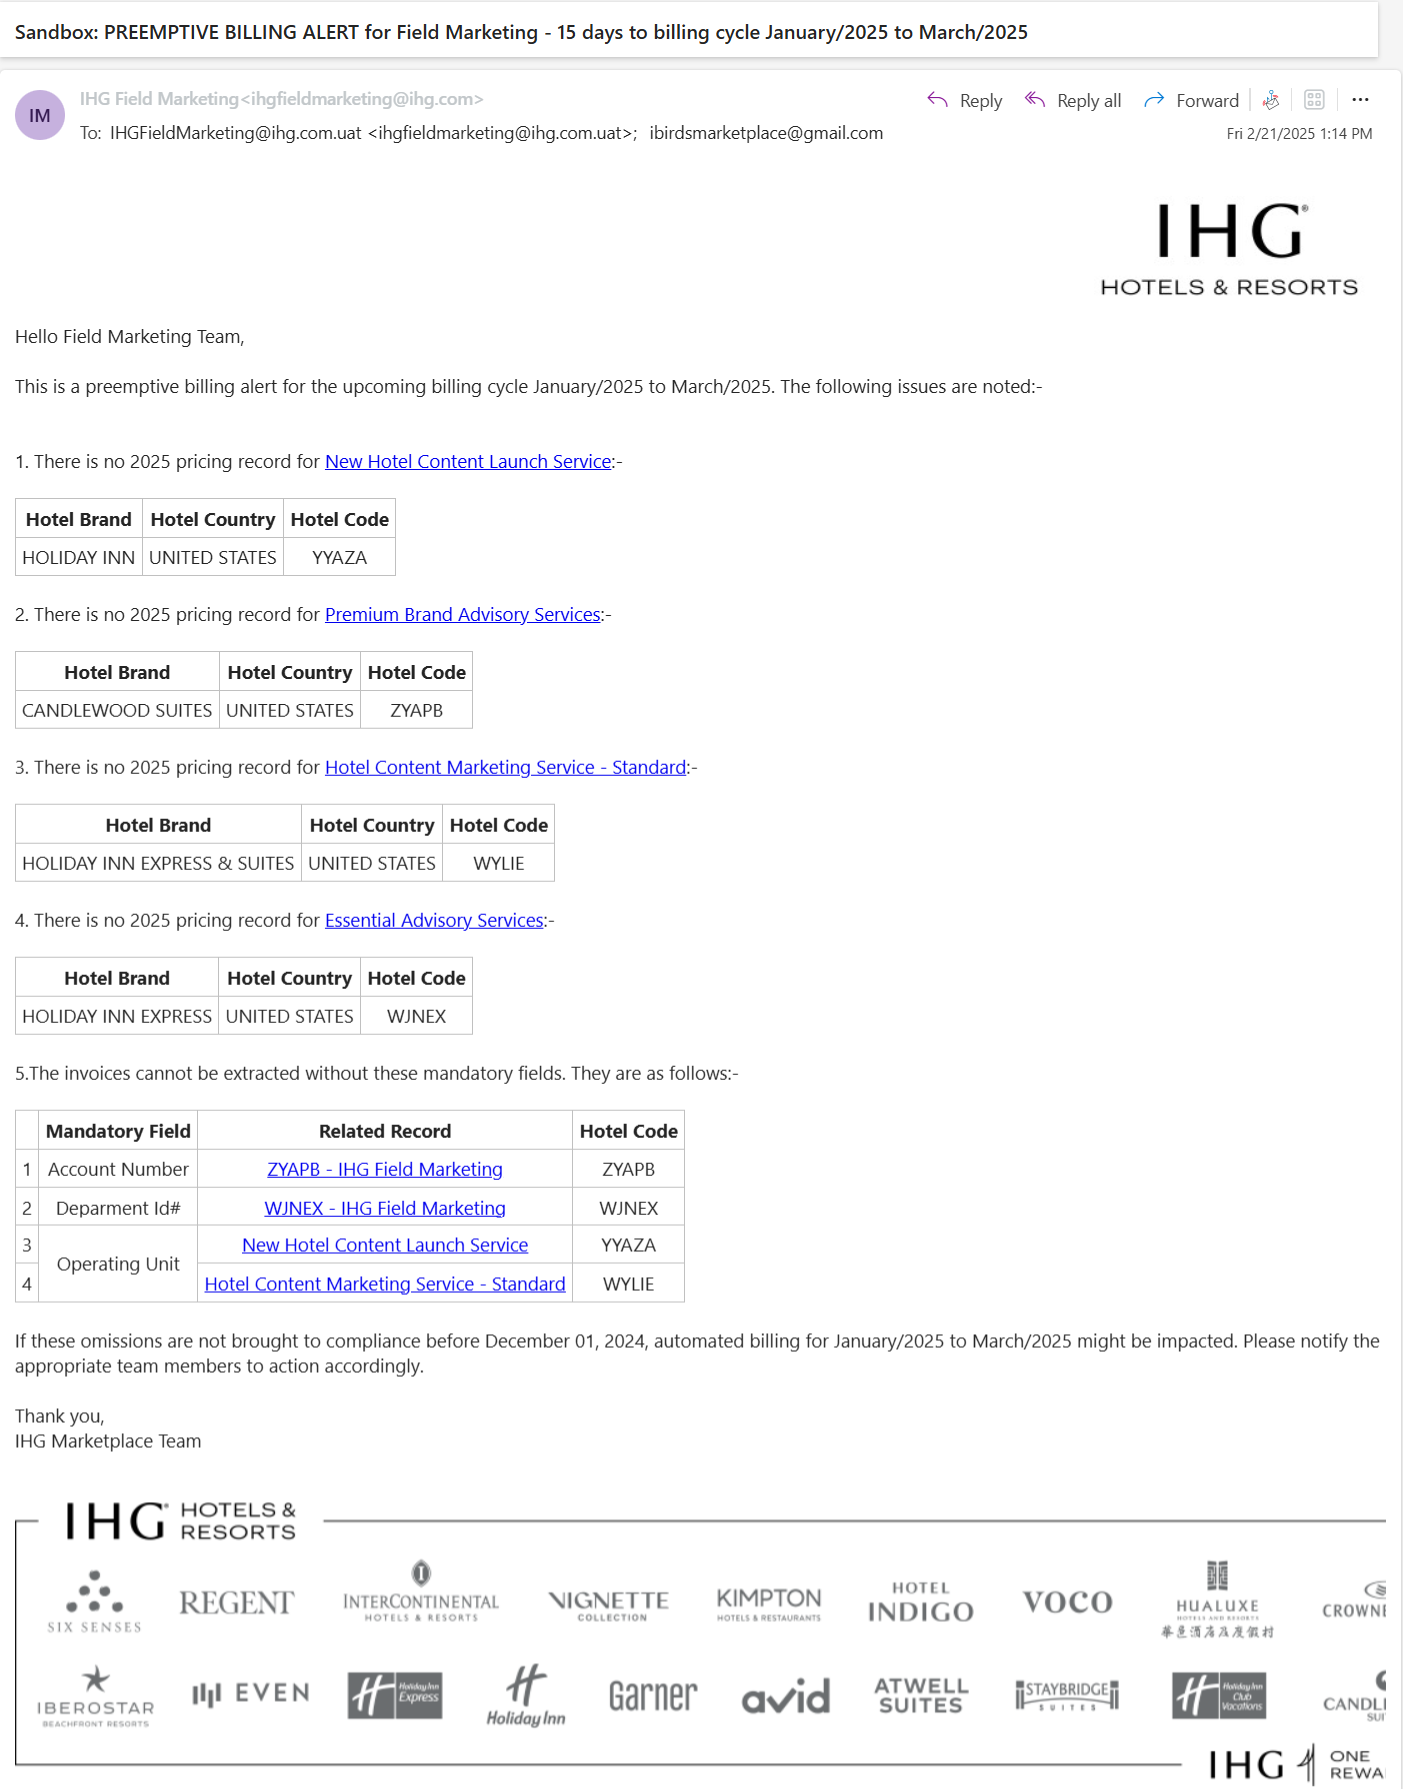 Sandbox: PREEMPTIVE BILLING ALERT for Field Marketing - 15 days to billing cycle January/2025 to March/2025
IM
IHG Field Marketing<ihgfieldmarketing@ihg.com>
Reply
Reply all
Forward
To: IHGFieldMarketing@ihg.com.uat <ihgfieldmarketing@ihg.com.uat>; ibirdsmarketplace@gmail.com
Fri 2/21/2025 1:14 PM
IHG®
HOTELS & RESORTS
Hello Field Marketing Team,
This is a preemptive billing alert for the upcoming billing cycle January/2025 to March/2025. The following issues are noted:-
1. There is no 2025 pricing record for New Hotel Content Launch Service:-
Hotel Brand Hotel Country Hotel Code
HOLIDAY INN UNITED STATES YYAZA
2. There is no 2025 pricing record for Premium Brand Advisory Services:-
Hotel Brand Hotel Country Hotel Code
CANDLEWOOD SUITES UNITED STATES ZYAPB
3. There is no 2025 pricing record for Hotel Content Marketing Service - Standard:-
Hotel Brand Hotel Country Hotel Code
HOLIDAY INN EXPRESS & SUITES UNITED STATES WYLIE
4. There is no 2025 pricing record for Essential Advisory Services:-
Hotel Brand Hotel Country Hotel Code
HOLIDAY INN EXPRESS UNITED STATES WJNEX
5.The invoices cannot be extracted without these mandatory fields. They are as follows:-
Mandatory Field Related Record Hotel Code
1 Account Number ZYAPB - IHG Field Marketing ZYAPB
2 Deparment Id# WJNEX - IHG Field Marketing WJNEX
3 Operating Unit New Hotel Content Launch Service YYAZA
4 Hotel Content Marketing Service - Standard WYLIE
If these omissions are not brought to compliance before December 01, 2024, automated billing for January/2025 to March/2025 might be impacted. Please notify the
appropriate team members to action accordingly.
Thank you,
IHG Marketplace Team
IHG HOTELS &
RESORTS
SIX SENSES
REGENT
INTERCONTINENTAL
HOTELS & RESORTS
VIGNETTE
COLLECTION
KIMPTON
HOTELS & RESTAURANTS
HOTEL
INDIGO
VOCO
HUALUXE
HOTELS AND RESORTS
華邑酒店及度假村
CROWNE
IBEROSTAR
BEACHFRONT RESORTS
EVEN
H Holiday Inn
Express
H
Holiday Inn
Garner
avid
ATWELL
SUITES
STAYBRIDGE
SUITES
H Holiday Inn
Club
Vacations
CANDL
SUI
IHG ONE
REWA